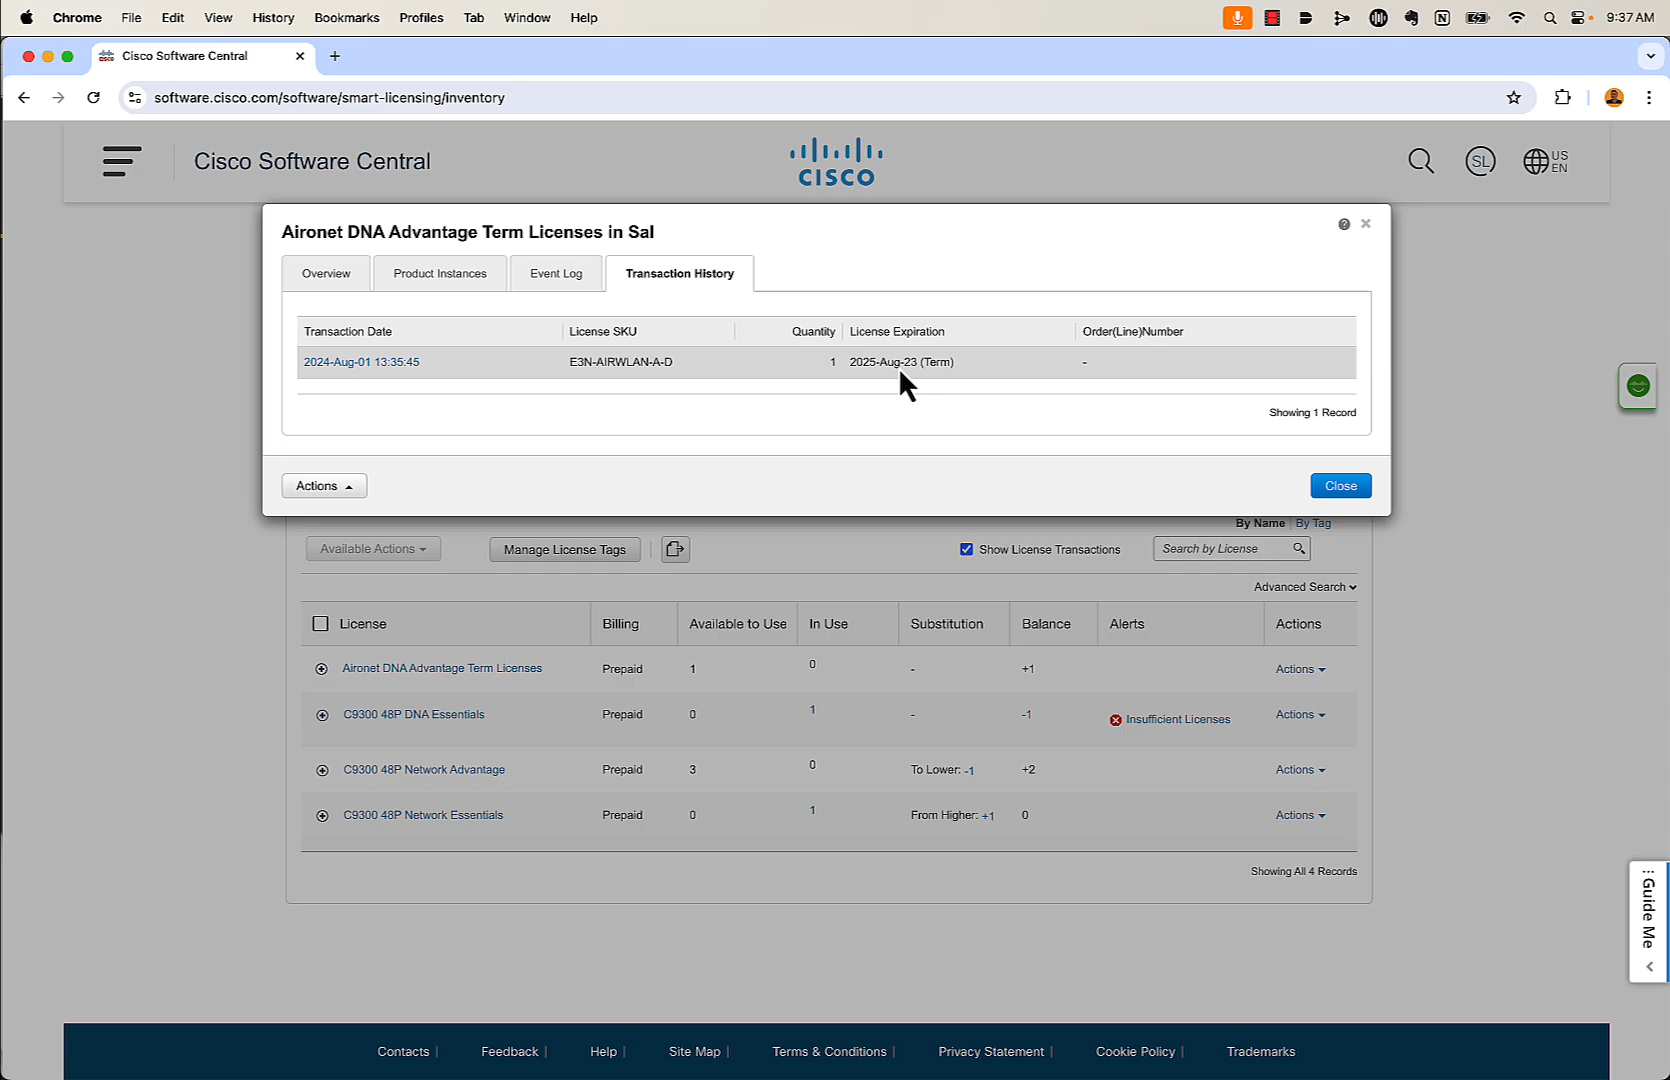 Chrome File Edit View History Bookmarks Profiles Tab Window Help 9:37 AM
Cisco Software Central
software.cisco.com/software/smart-licensing/inventory
Cisco Software Central
CISCO
SL
US
EN
Aironet DNA Advantage Term Licenses in Sal
Overview Product Instances Event Log Transaction History
Transaction Date License SKU Quantity License Expiration Order(Line)Number
2024-Aug-01 13:35:45 E3N-AIRWLAN-A-D 1 2025-Aug-23 (Term) -
Showing 1 Record
Actions Close
By Name | By Tag
Available Actions Manage License Tags Show License Transactions Search by License
Advanced Search
License Billing Available to Use In Use Substitution Balance Alerts Actions
Aironet DNA Advantage Term Licenses Prepaid 1 0 - +1 Actions
C9300 48P DNA Essentials Prepaid 0 1 - -1 Insufficient Licenses Actions
C9300 48P Network Advantage Prepaid 3 0 To Lower: -1 +2 Actions
C9300 48P Network Essentials Prepaid 0 1 From Higher: +1 0 Actions
Showing All 4 Records
Guide Me
Contacts | Feedback | Help | Site Map | Terms & Conditions | Privacy Statement | Cookie Policy | Trademarks